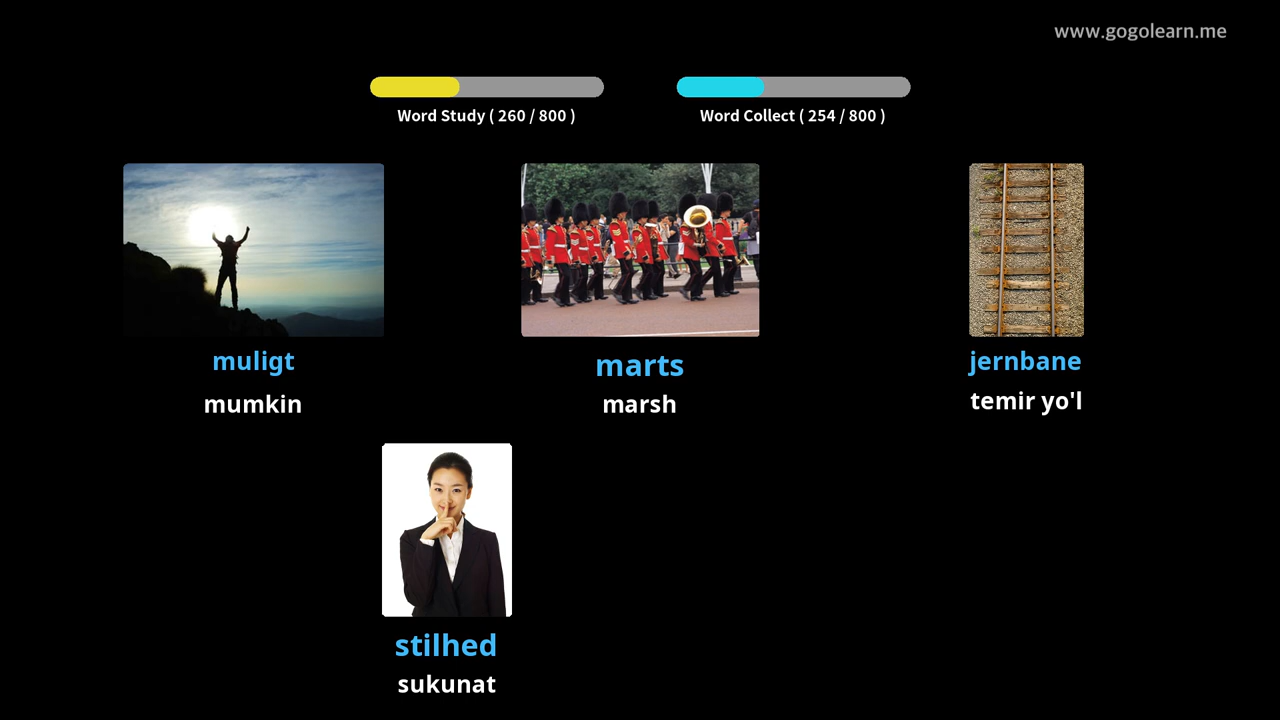 www.gogolearn.me
Word Study ( 260 / 800 )
Word Collect ( 254 / 800 )
muligt
mumkin
marts
marsh
jernbane
temir yo'l
stilhed
sukunat